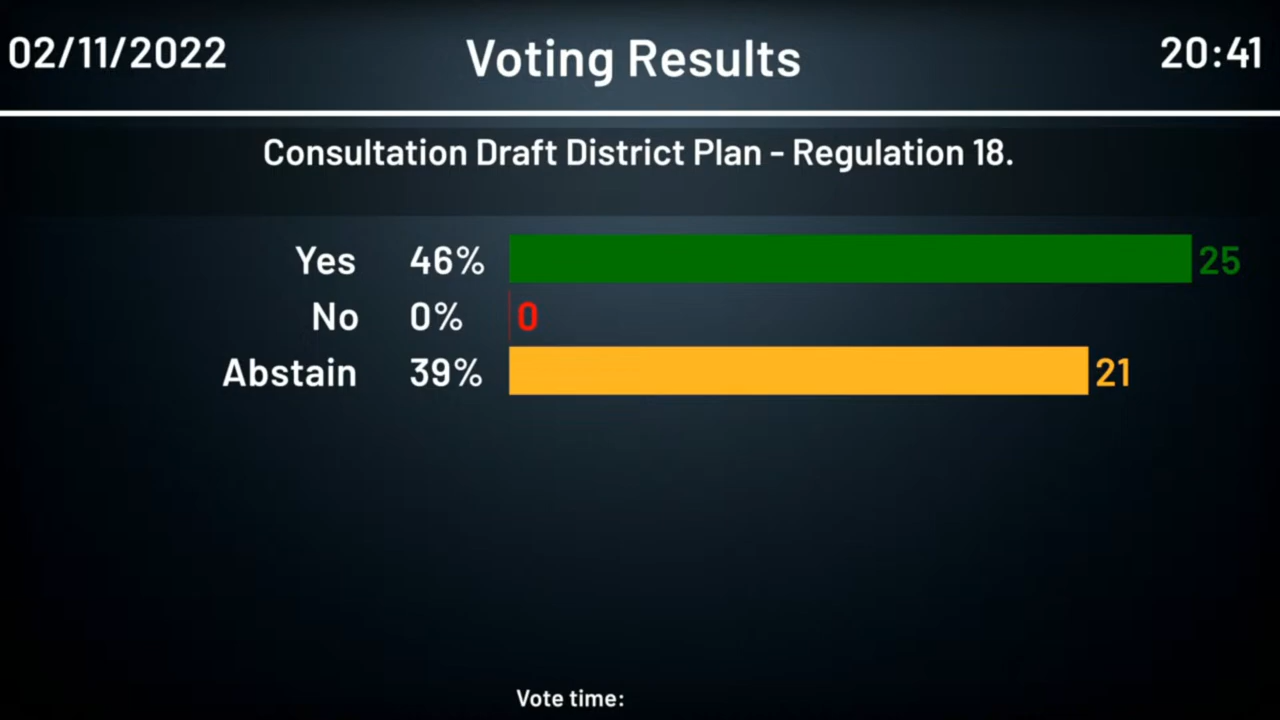 02/11/2022 Voting Results 20:41
Consultation Draft District Plan - Regulation 18.
Yes 46% 25
No 0% 0
Abstain 39% 21
Vote time: